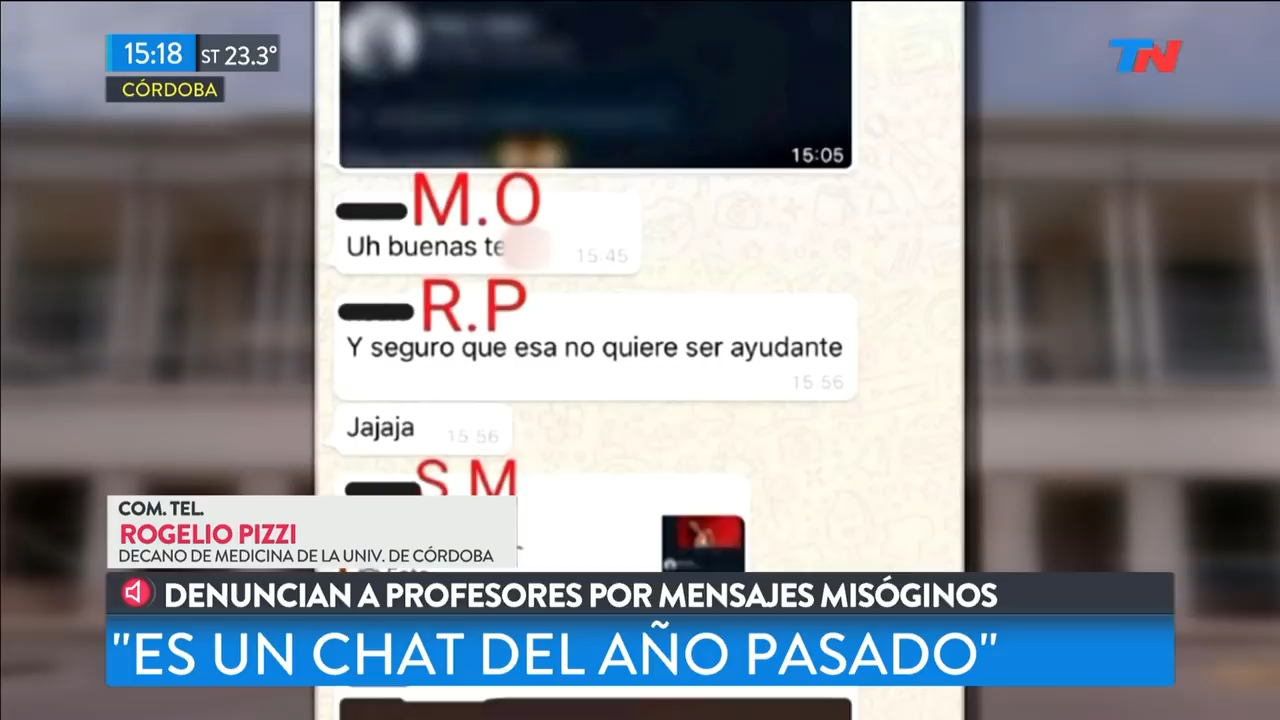 15:18 ST 23.3°
CÓRDOBA
TN
15:05
M.O
Uh buenas te
15:45
R.P
Y seguro que esa no quiere ser ayudante
15:56
Jajaja
15:56
S.M
COM. TEL.
ROGELIO PIZZI
DECANO DE MEDICINA DE LA UNIV. DE CÓRDOBA
DENUNCIAN A PROFESORES POR MENSAJES MISÓGINOS
"ES UN CHAT DEL AÑO PASADO"